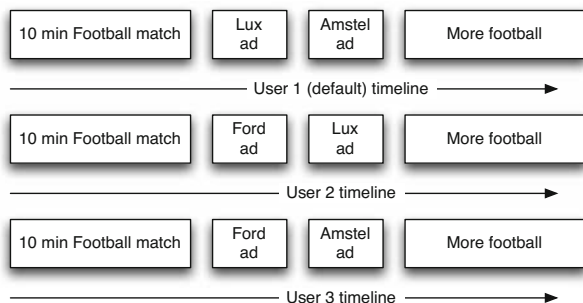 10 min Football match
Lux
ad
Amstel
ad
More football
User 1 (default) timeline
10 min Football match
Ford
ad
Lux
ad
More football
User 2 timeline
10 min Football match
Ford
ad
Amstel
ad
More football
User 3 timeline